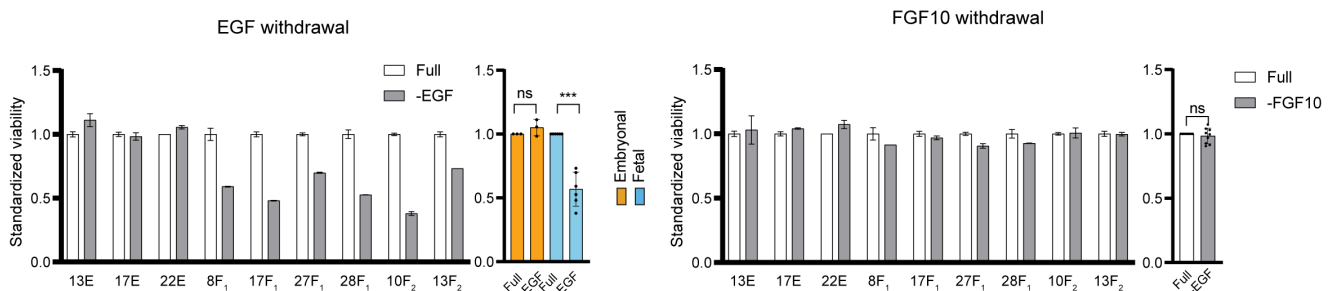 EGF withdrawal
Standardized viability
1.5
1.0
0.5
0.0
Full
-EGF
13E 17E 22E 8F₁ 17F₁ 27F₁ 28F₁ 10F₂ 13F₂
1.5
1.0
0.5
0.0
ns
***
Full
-EGF
Full
-EGF
Embryonal
Fetal
FGF10 withdrawal
Standardized viability
1.5
1.0
0.5
0.0
13E 17E 22E 8F₁ 17F₁ 27F₁ 28F₁ 10F₂ 13F₂
1.5
1.0
0.5
0.0
ns
Full
-EGF
Full
-FGF10